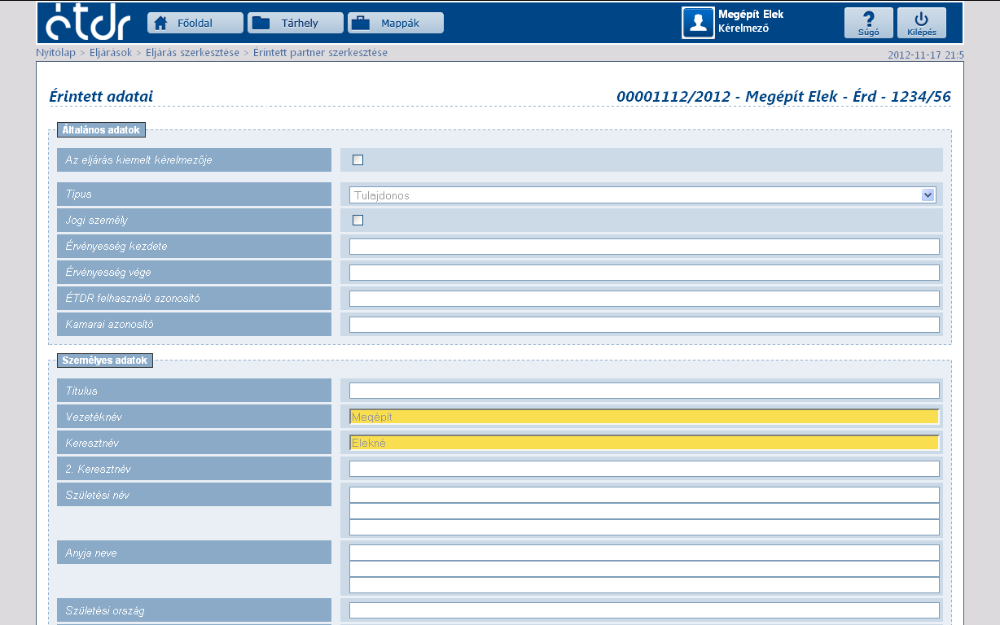 étdr
Főoldal
Tárhely
Mappák
Megépít Elek
Kérelmező
?
Súgó
Kilépés
Nyitólap > Eljárások > Eljárás szerkesztése > Érintett partner szerkesztése
2012-11-17 21:5
Érintett adatai
00001112/2012 - Megépít Elek - Érd - 1234/56
Általános adatok
Az eljárás kiemelt kérelmezője
Típus
Tulajdonos
Jogi személy
Érvényesség kezdete
Érvényesség vége
ÉTDR felhasználó azonosító
Kamarai azonosító
Személyes adatok
Titulus
Vezetéknév
Megépít
Keresztnév
Elekné
2. Keresztnév
Születési név
Anyja neve
Születési ország